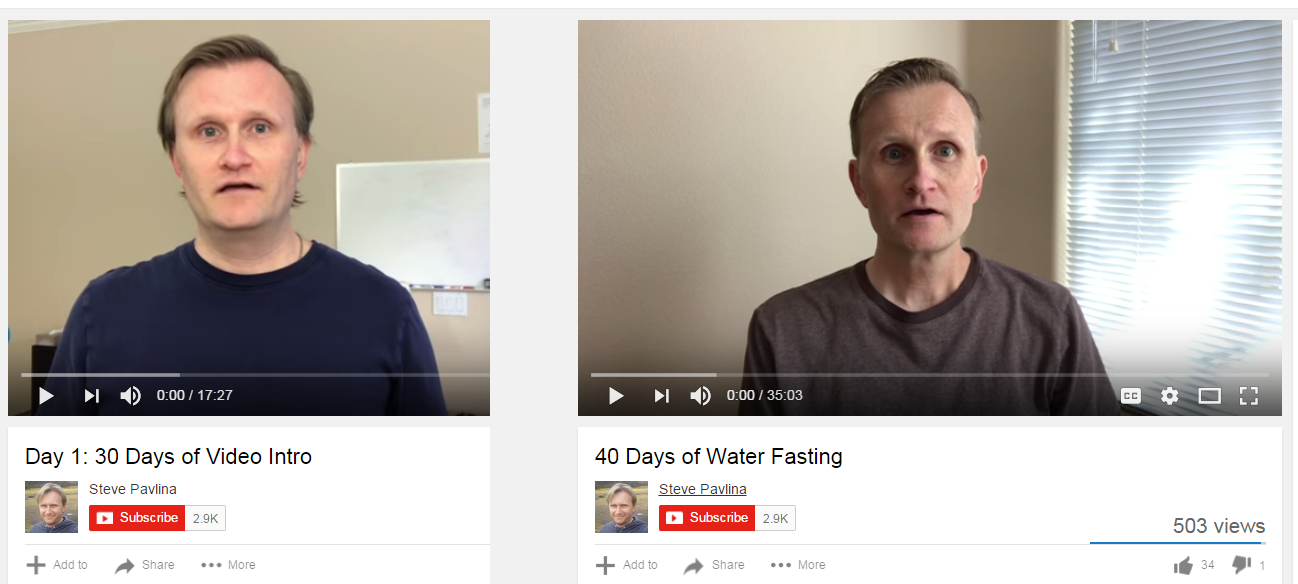 0:00 / 17:27
Day 1: 30 Days of Video Intro
Steve Pavlina
Subscribe 2.9K
Add to Share More
0:00 / 35:03
CC
40 Days of Water Fasting
Steve Pavlina
Subscribe 2.9K
503 views
Add to Share More
34 1